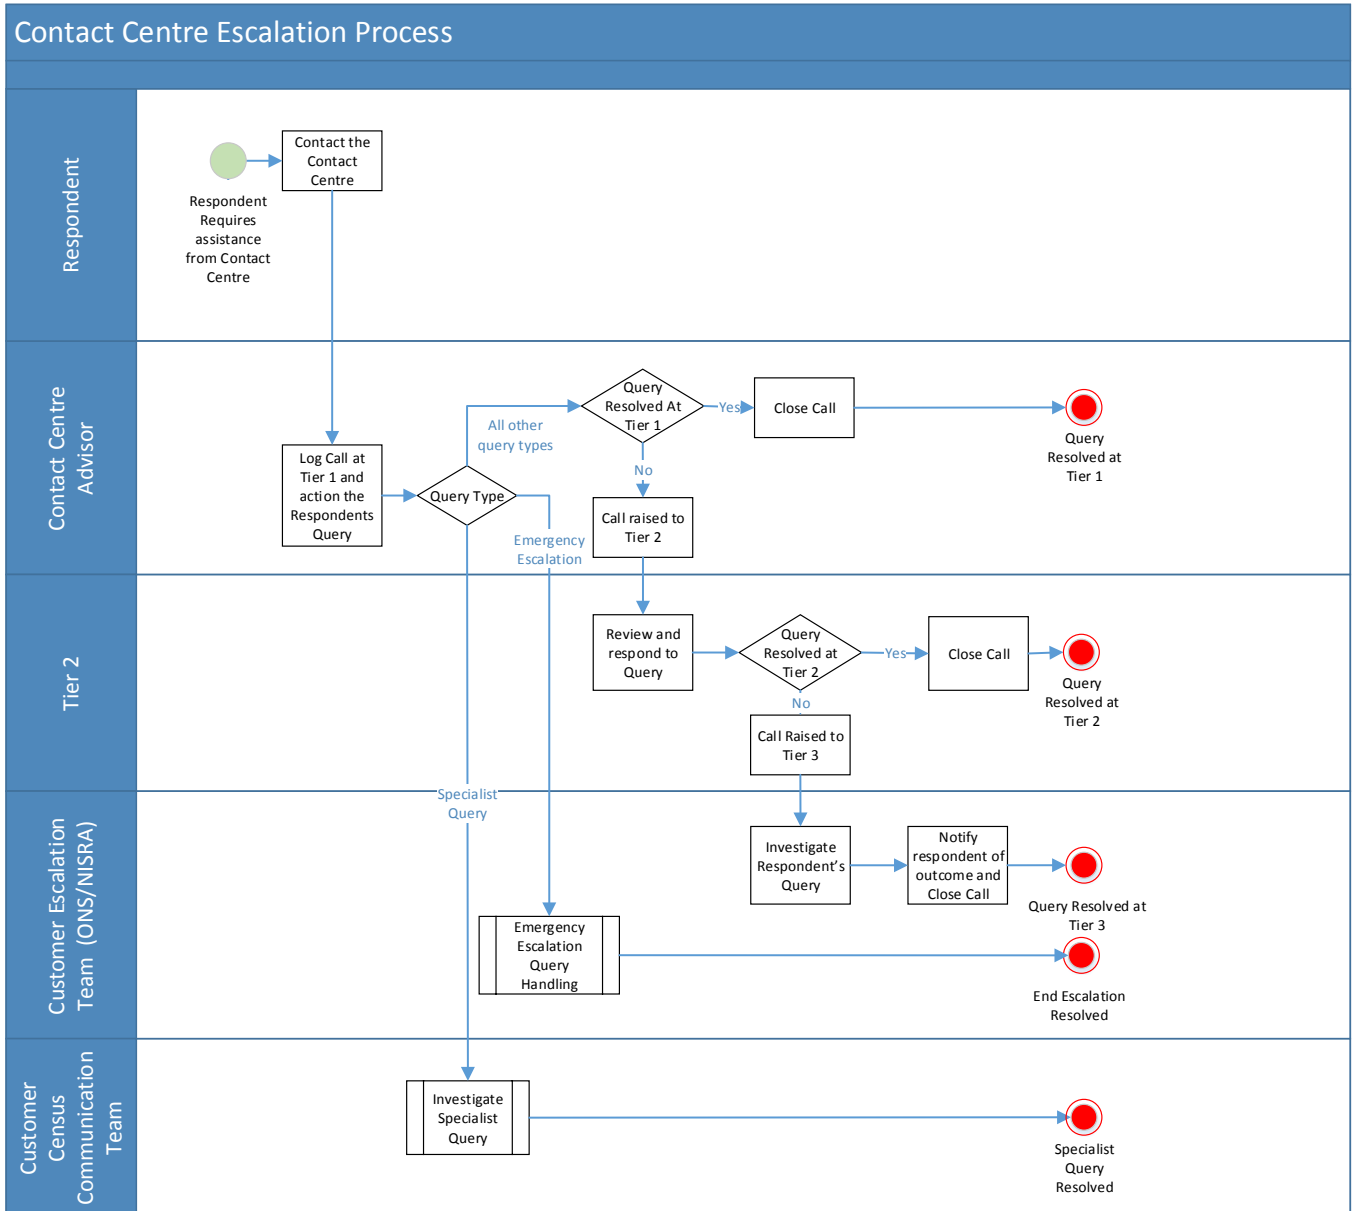 Contact Centre Escalation Process
Respondent
Contact the
Contact
Centre
Respondent
Requires
assistance
from Contact
Centre
Contact Centre
Advisor
Log Call at
Tier 1 and
action the
Respondents
Query
Query Type
All other
query types
Emergency
Escalation
Specialist
Query
Query
Resolved At
Tier 1
Yes
No
Close Call
Query
Resolved at
Tier 1
Call raised to
Tier 2
Tier 2
Review and
respond to
Query
Query
Resolved at
Tier 2
Yes
No
Close Call
Query
Resolved at
Tier 2
Call Raised to
Tier 3
Customer Escalation
Team (ONS/NISRA)
Investigate
Respondent's
Query
Notify
respondent of
outcome and
Close Call
Query Resolved at
Tier 3
Emergency
Escalation
Query
Handling
End Escalation
Resolved
Customer
Census
Communication
Team
Investigate
Specialist
Query
Specialist
Query
Resolved